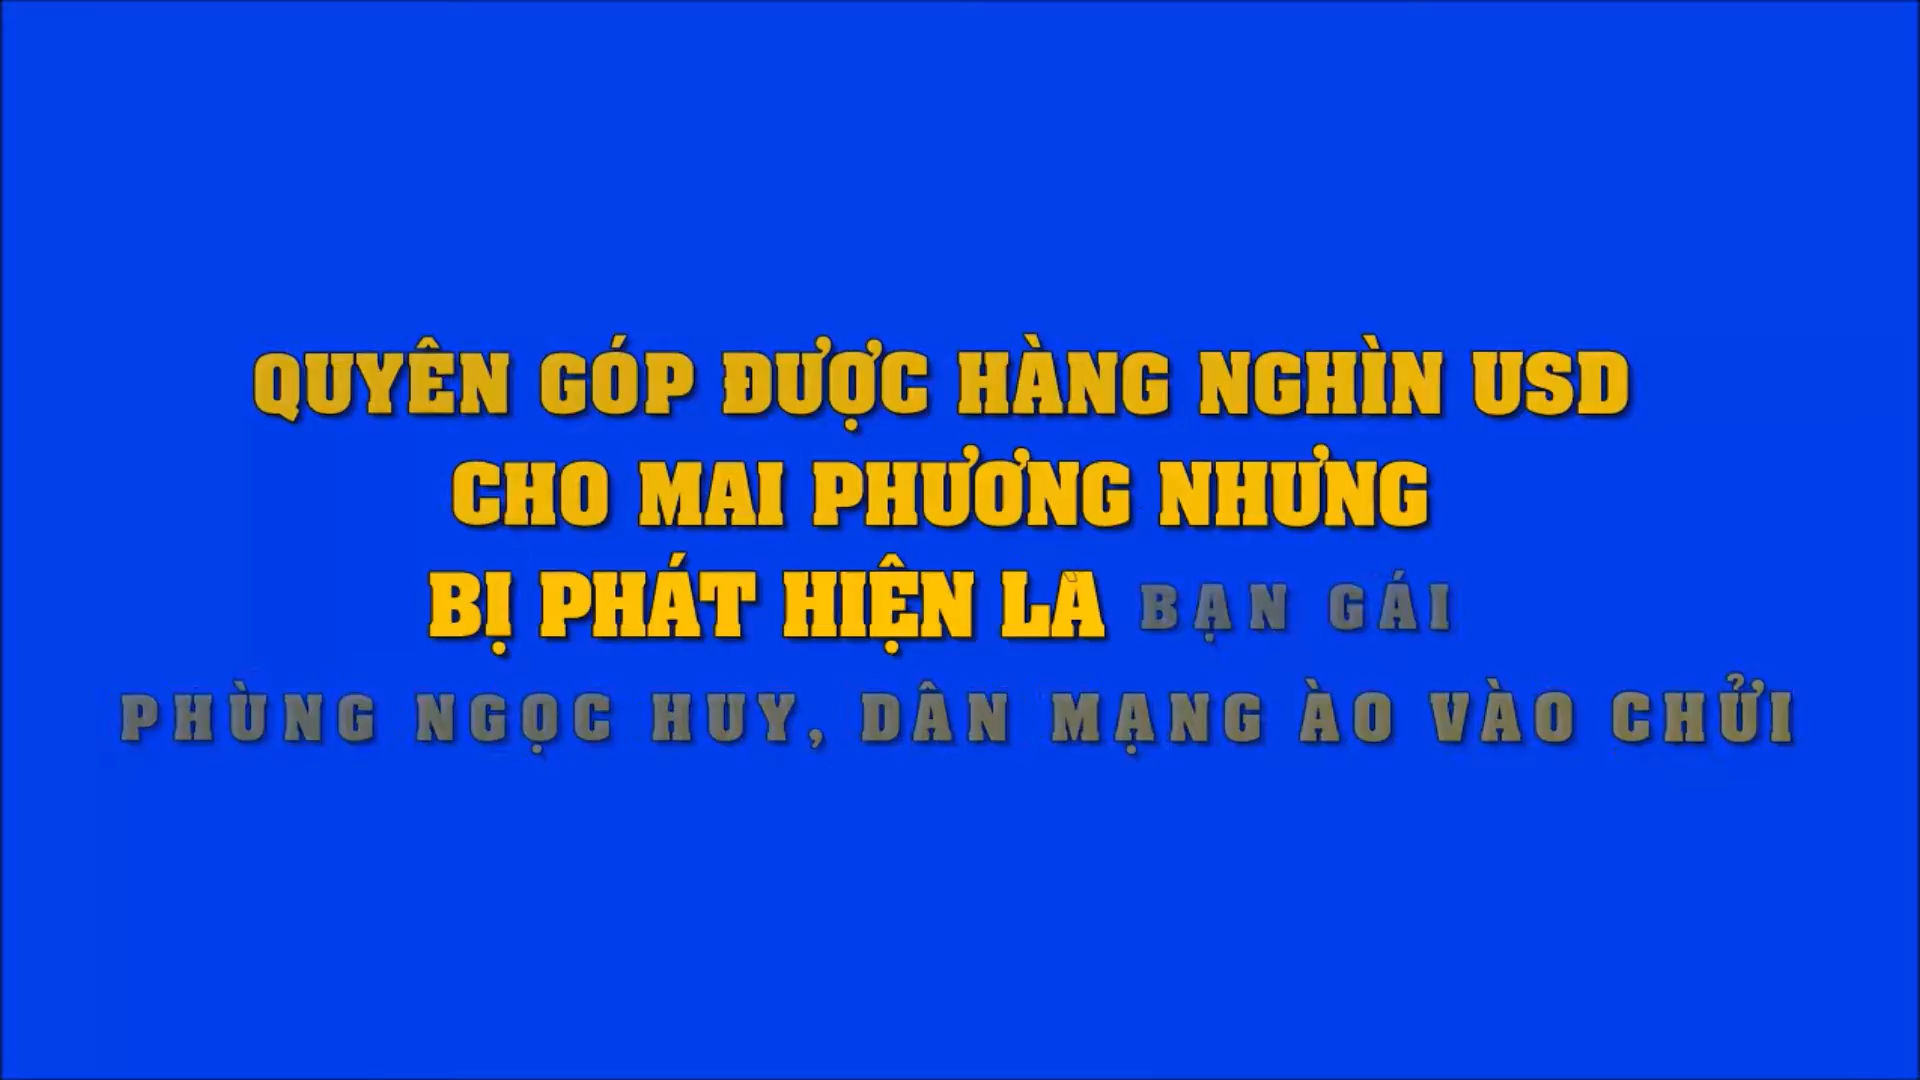 QUYÊN GÓP ĐƯỢC HÀNG NGHÌN USD
CHO MAI PHƯƠNG NHƯNG
BỊ PHÁT HIỆN LÀ BẠN GÁI
PHÙNG NGỌC HUY, DÂN MẠNG ÀO VÀO CHỬI